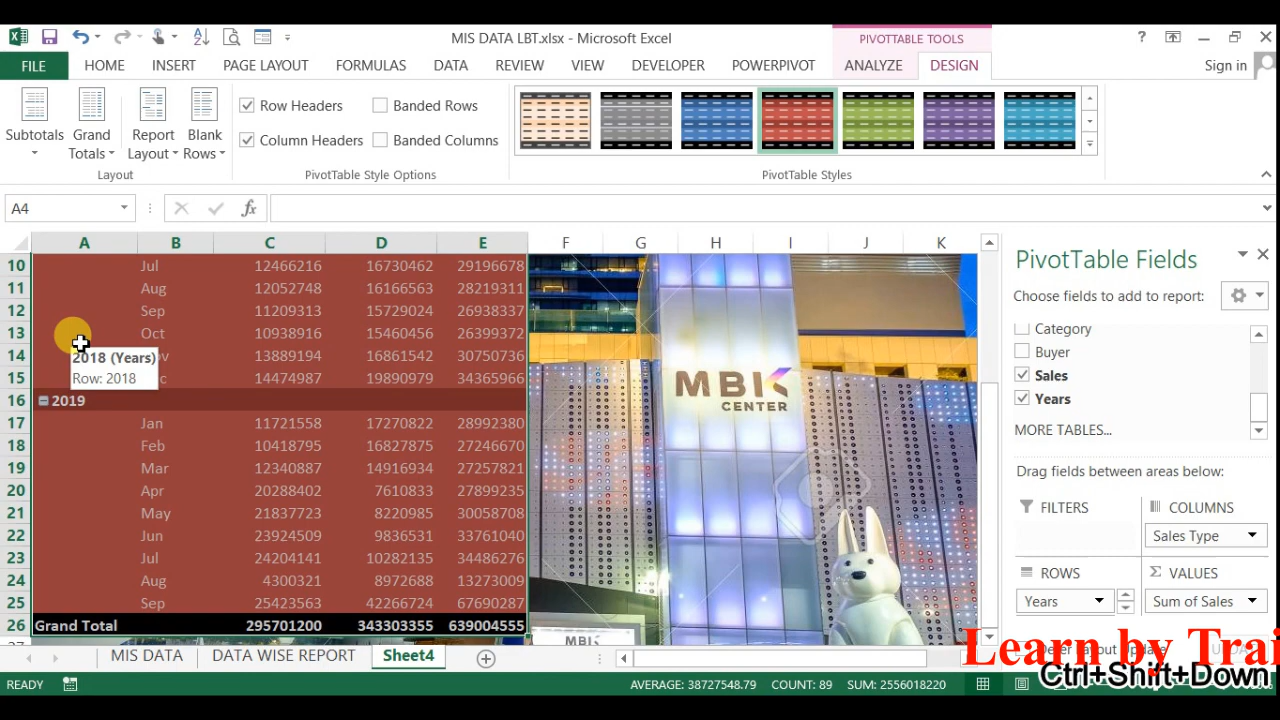 MIS DATA LBT.xlsx - Microsoft Excel
PIVOTTABLE TOOLS
?
FILE HOME INSERT PAGE LAYOUT FORMULAS DATA REVIEW VIEW DEVELOPER POWERPIVOT ANALYZE DESIGN Sign in
Subtotals
Grand Totals
Report Layout
Blank Rows
Layout
Row Headers
Banded Rows
Column Headers
Banded Columns
PivotTable Style Options
PivotTable Styles
A4
fx
A B C D E F G H I J K
10 Jul 12466216 16730462 29196678
11 Aug 12052748 16166563 28219311
12 Sep 11209313 15729024 26938337
13 Oct 10938916 15460456 26399372
14 13889194 16861542 30750736
15 14474987 19890979 34365966
2018 (Years)
Row: 2018
16 2019
17 Jan 11721558 17270822 28992380
18 Feb 10418795 16827875 27246670
19 Mar 12340887 14916934 27257821
20 Apr 20288402 7610833 27899235
21 May 21837723 8220985 30058708
22 Jun 23924509 9836531 33761040
23 Jul 24204141 10282135 34486276
24 Aug 4300321 8972688 13273009
25 Sep 25423563 42266724 67690287
26 Grand Total 295701200 343303355 639004555
MBK
CENTER
MBK
PivotTable Fields
Choose fields to add to report:
Category
Buyer
Sales
Years
MORE TABLES...
Drag fields between areas below:
FILTERS
COLUMNS
Sales Type
ROWS
Years
VALUES
Sum of Sales
MIS DATA DATA WISE REPORT Sheet4
Learn by Trai
Ctrl+Shift+Down
READY
AVERAGE: 38727548.79 COUNT: 89 SUM: 2556018220